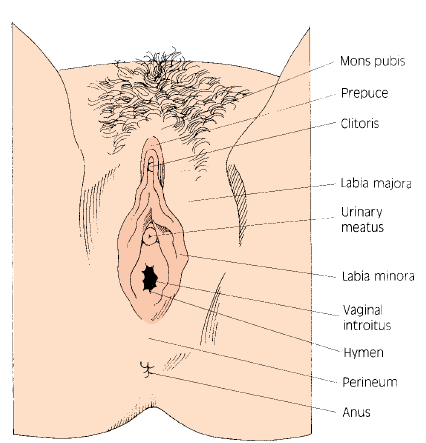 Mons pubis
Prepuce
Clitoris
Labia majora
Urinary
meatus
Labia minora
Vaginal
introitus
Hymen
Perineum
Anus